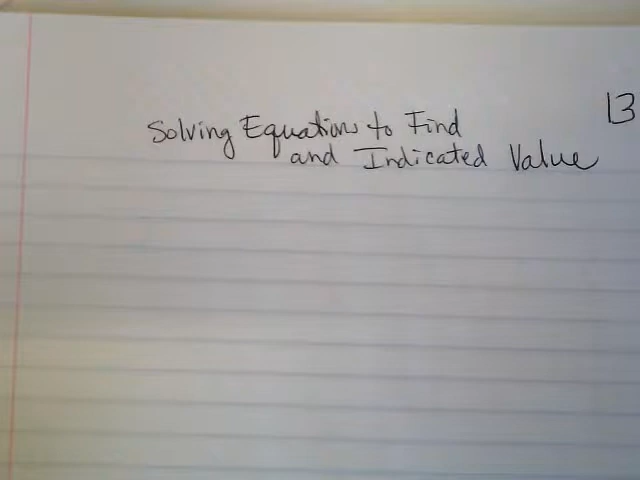 13
Solving Equations to Find
and Indicated Value